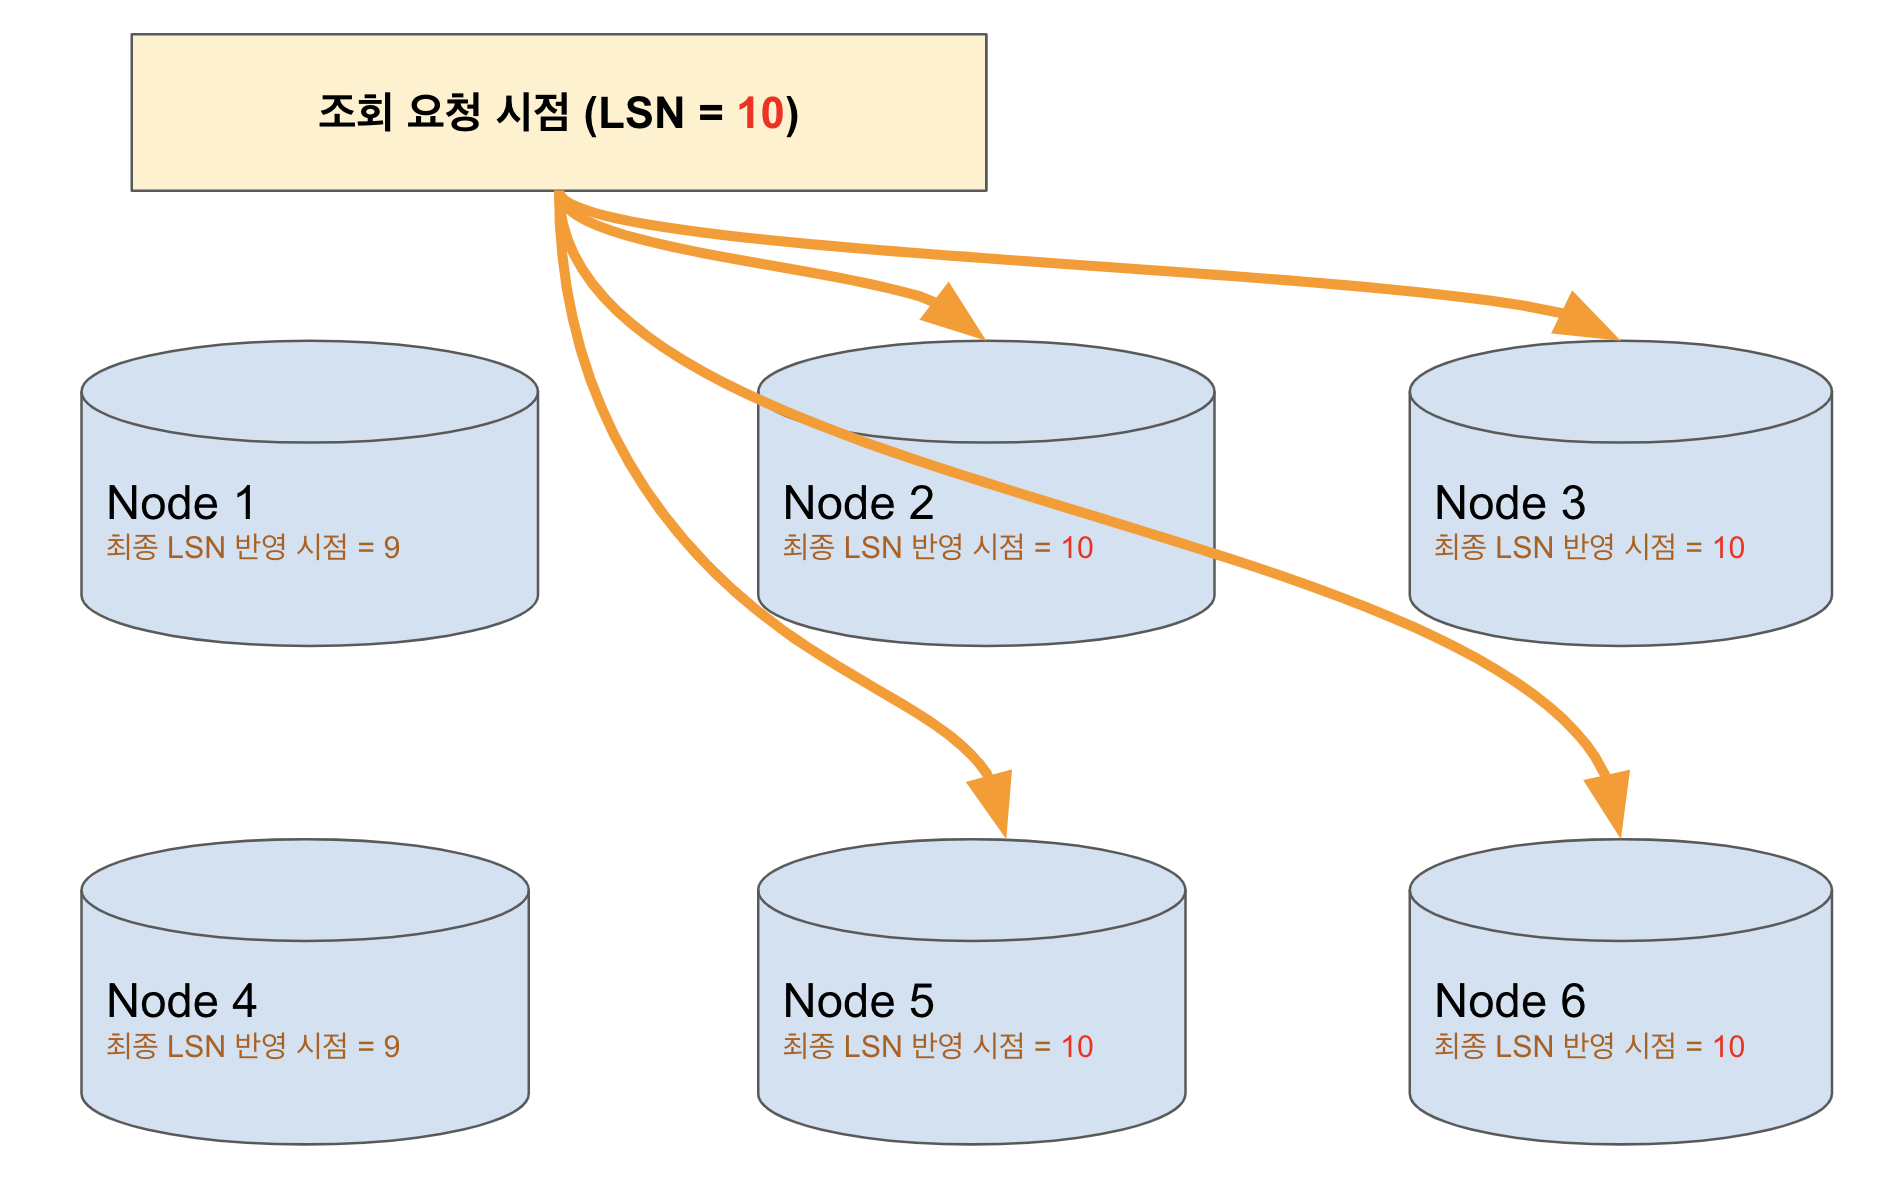 조회 요청 시점 (LSN = 10)
Node 1
최종 LSN 반영 시점 = 9
Node 2
최종 LSN 반영 시점 = 10
Node 3
최종 LSN 반영 시점 = 10
Node 4
최종 LSN 반영 시점 = 9
Node 5
최종 LSN 반영 시점 = 10
Node 6
최종 LSN 반영 시점 = 10